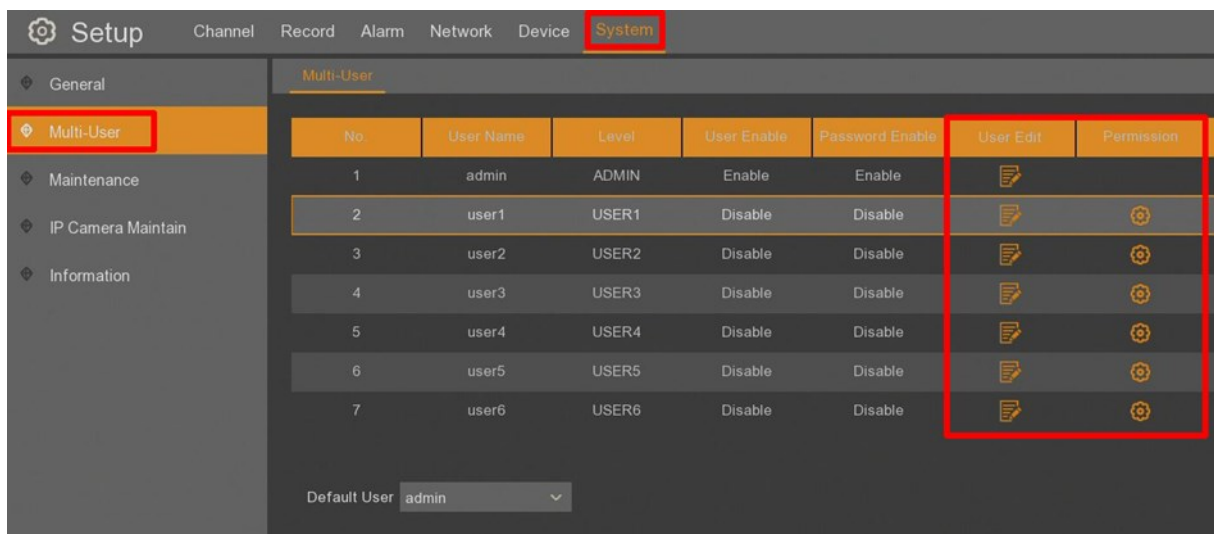 Setup Channel Record Alarm Network Device System
General
Multi-User
Maintenance
IP Camera Maintain
Information
Multi-User
No. User Name Level User Enable Password Enable User Edit Permission
1 admin ADMIN Enable Enable
2 user1 USER1 Disable Disable
3 user2 USER2 Disable Disable
4 user3 USER3 Disable Disable
5 user4 USER4 Disable Disable
6 user5 USER5 Disable Disable
7 user6 USER6 Disable Disable
Default User admin